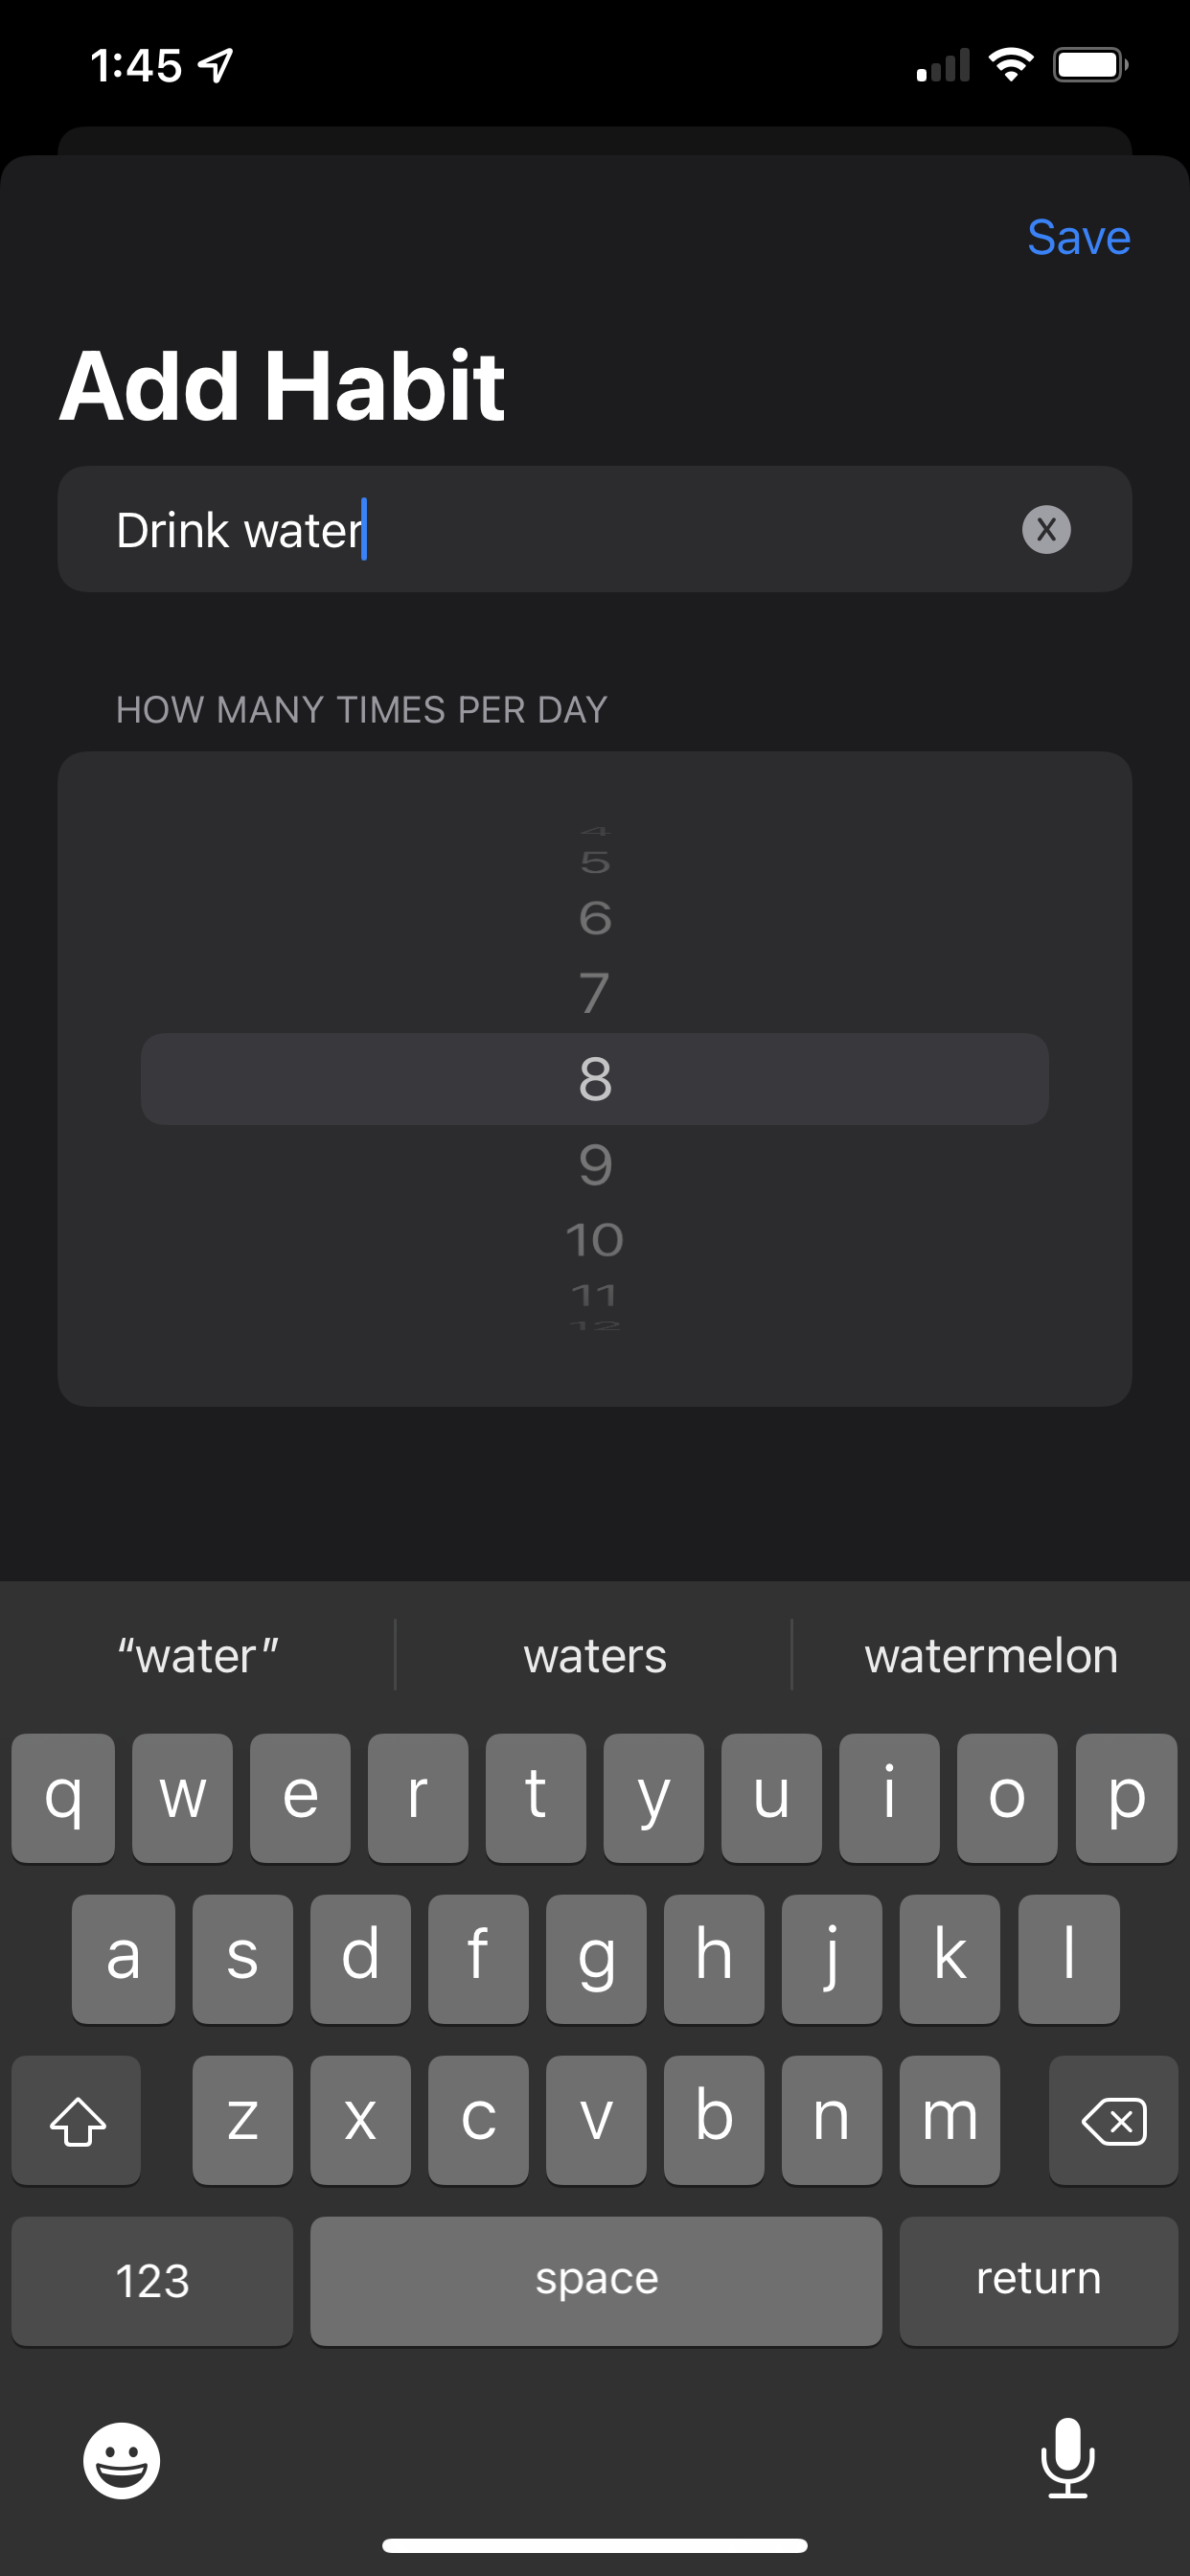 1:45
Save
Add Habit
Drink water
HOW MANY TIMES PER DAY
4
5
6
7
8
9
10
11
12
“water” waters watermelon
q w e r t y u i o p
a s d f g h j k l
z x c v b n m
123 space return